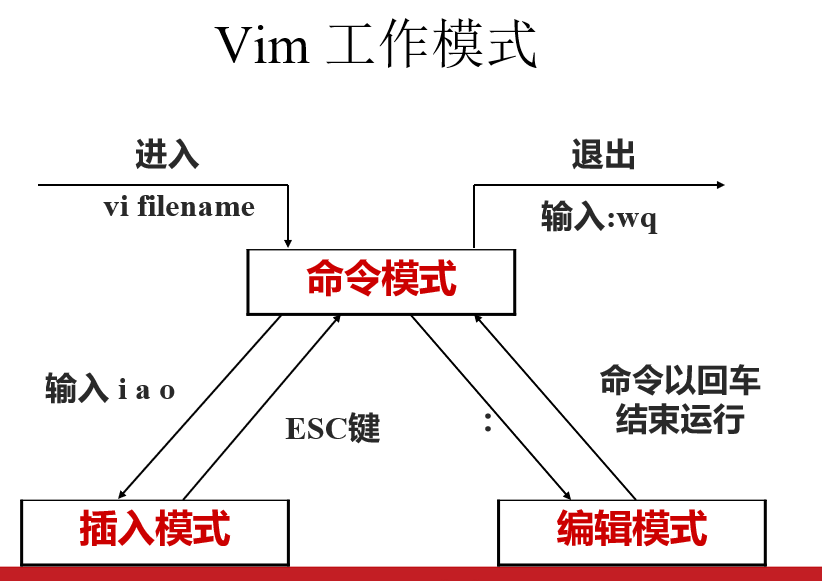 Vim 工作模式
进入
退出
vi filename
输入:wq
命令模式
输入 i a o
ESC键
:
命令以回车
结束运行
插入模式
编辑模式